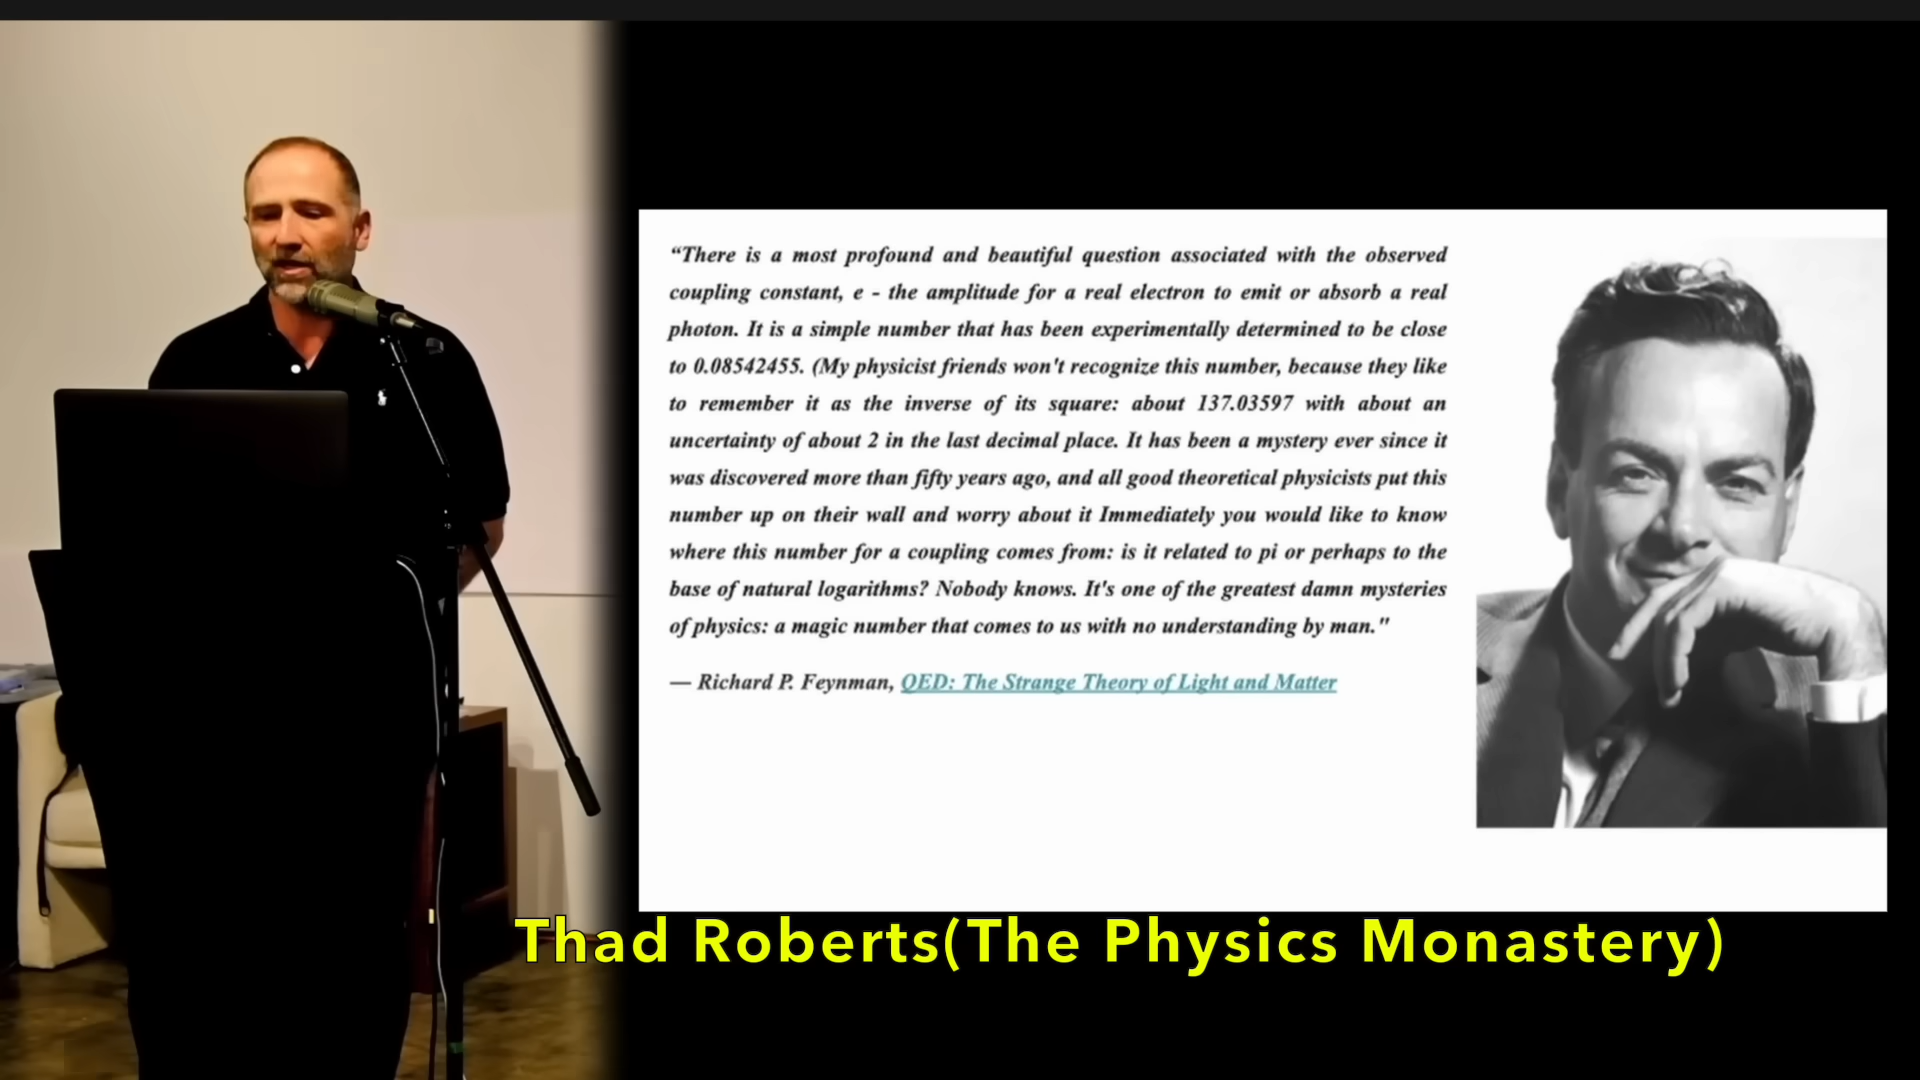 “There is a most profound and beautiful question associated with the observed
coupling constant, e - the amplitude for a real electron to emit or absorb a real
photon. It is a simple number that has been experimentally determined to be close
to 0.08542455. (My physicist friends won't recognize this number, because they like
to remember it as the inverse of its square: about 137.03597 with about an
uncertainty of about 2 in the last decimal place. It has been a mystery ever since it
was discovered more than fifty years ago, and all good theoretical physicists put this
number up on their wall and worry about it Immediately you would like to know
where this number for a coupling comes from: is it related to pi or perhaps to the
base of natural logarithms? Nobody knows. It's one of the greatest damn mysteries
of physics: a magic number that comes to us with no understanding by man."
— Richard P. Feynman, QED: The Strange Theory of Light and Matter
Thad Roberts(The Physics Monastery)